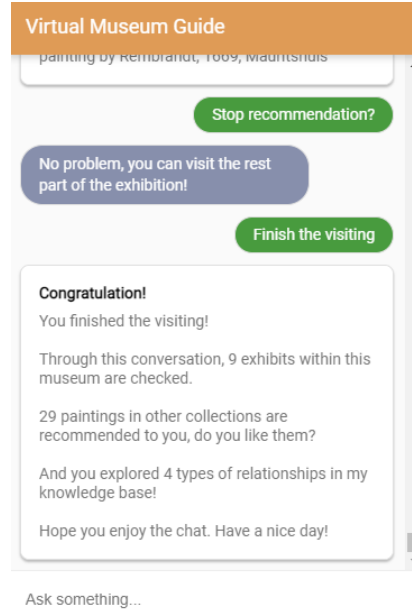 Virtual Museum Guide
painting by Rembrandt, 1669, Mauritshuis
Stop recommendation?
No problem, you can visit the rest
part of the exhibition!
Finish the visiting
Congratulation!
You finished the visiting!
Through this conversation, 9 exhibits within this
museum are checked.
29 paintings in other collections are
recommended to you, do you like them?
And you explored 4 types of relationships in my
knowledge base!
Hope you enjoy the chat. Have a nice day!
Ask something...